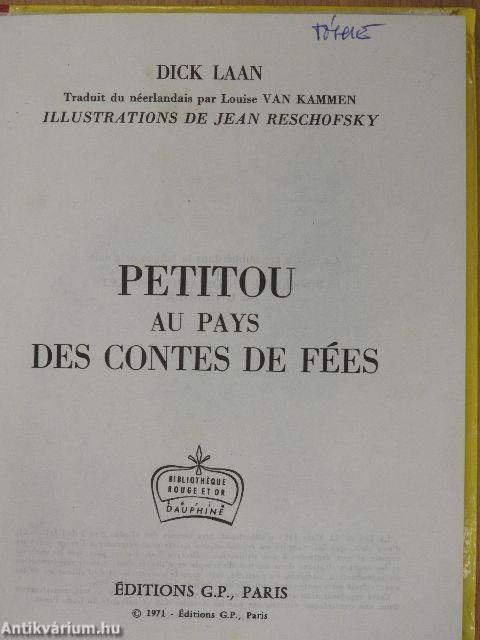 DICK LAAN
Traduit du néerlandais par Louise VAN KAMMEN
ILLUSTRATIONS DE JEAN RESCHOFSKY
PETITOU
AU PAYS
DES CONTES DE FÉES
BIBLIOTHÈQUE
ROUGE ET OR
SÉRIE
DAUPHINE
ÉDITIONS G.P., PARIS
© 1971 - Éditions G.P., Paris
Antikvárium.hu